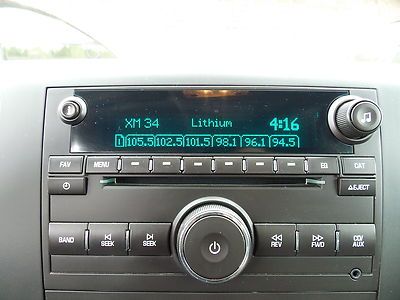 XM 34 Lithium 4:16
1 105.5 102.5 101.5 98.1 96.1 94.5
FAV MENU EQ CAT
EJECT
BAND SEEK SEEK REV FWD CD/AUX